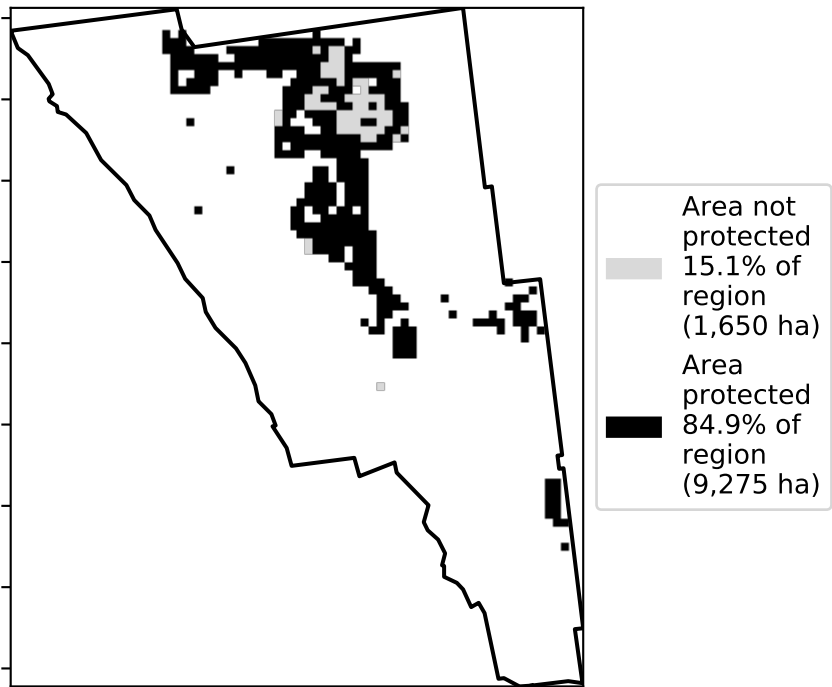 Area not
protected
15.1% of
region
(1,650 ha)
Area
protected
84.9% of
region
(9,275 ha)